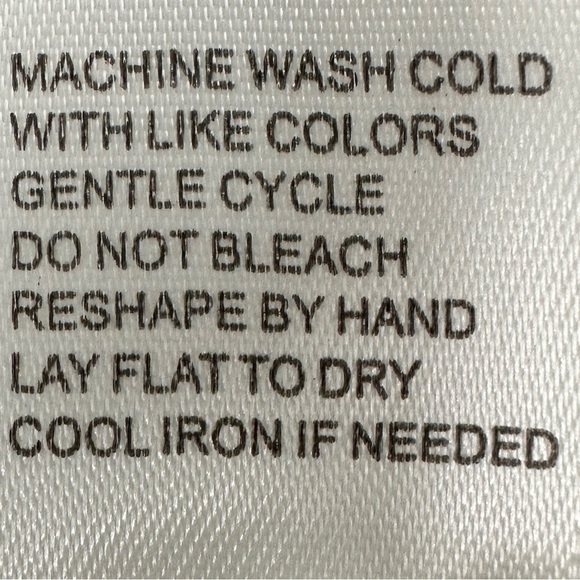 MACHINE WASH COLD
WITH LIKE COLORS
GENTLE CYCLE
DO NOT BLEACH
RESHAPE BY HAND
LAY FLAT TO DRY
COOL IRON IF NEEDED